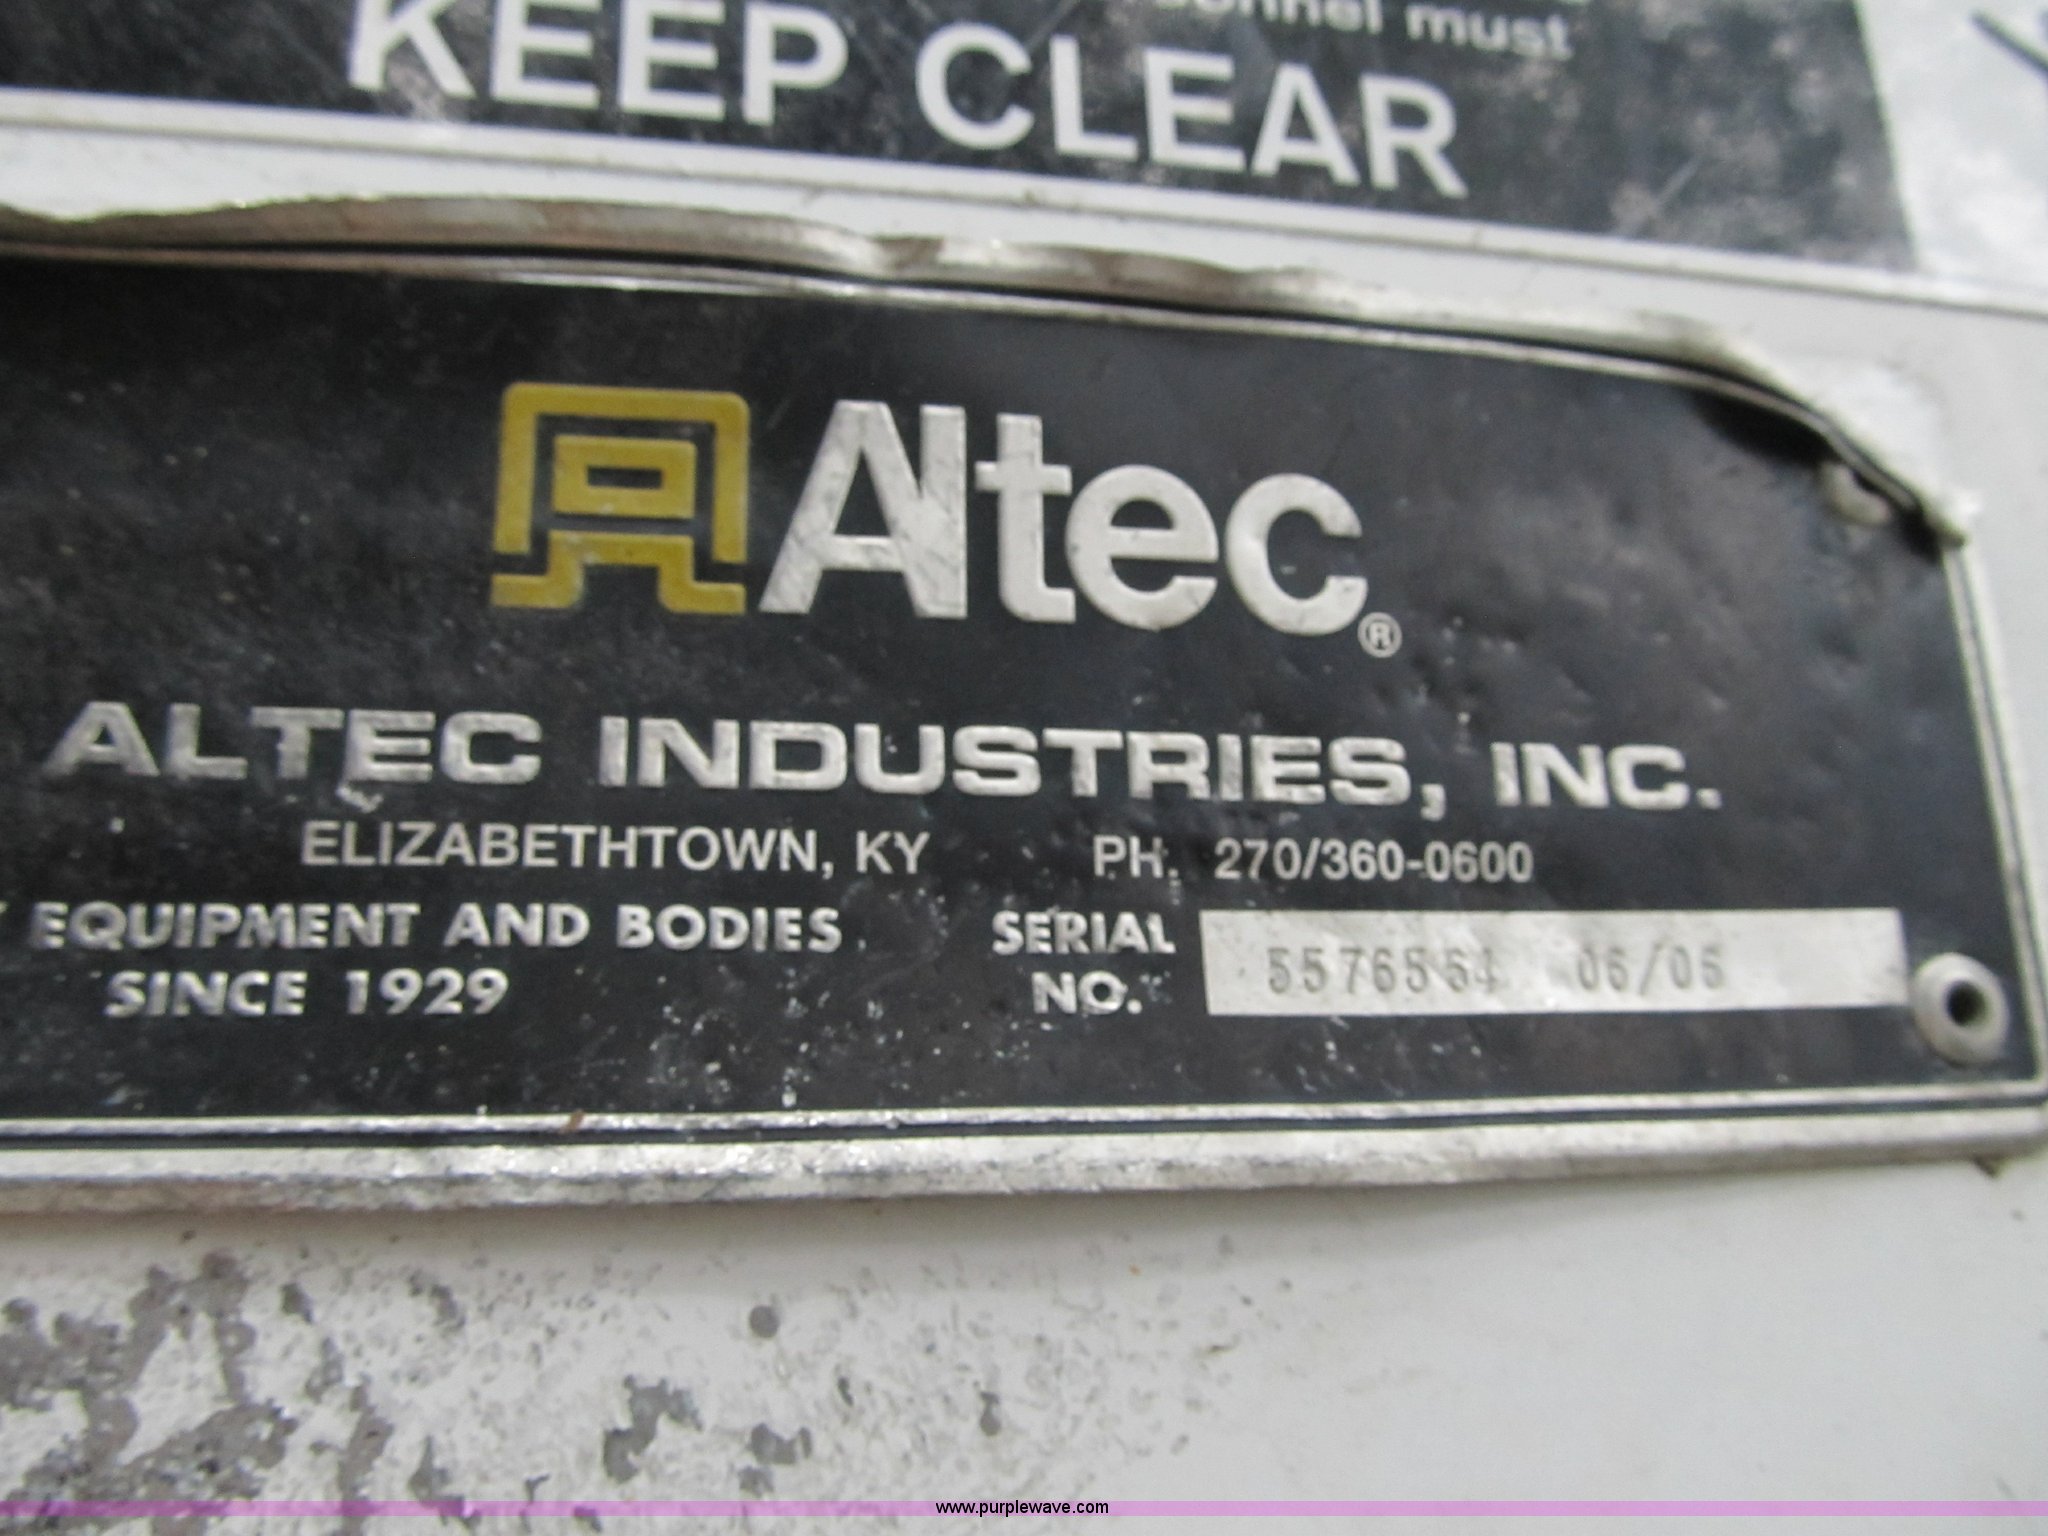 must
KEEP CLEAR
Altec®
ALTEC INDUSTRIES, INC.
ELIZABETHTOWN, KY PH. 270/360-0600
EQUIPMENT AND BODIES
SINCE 1929
SERIAL NO. 06/06
www.purplewave.com